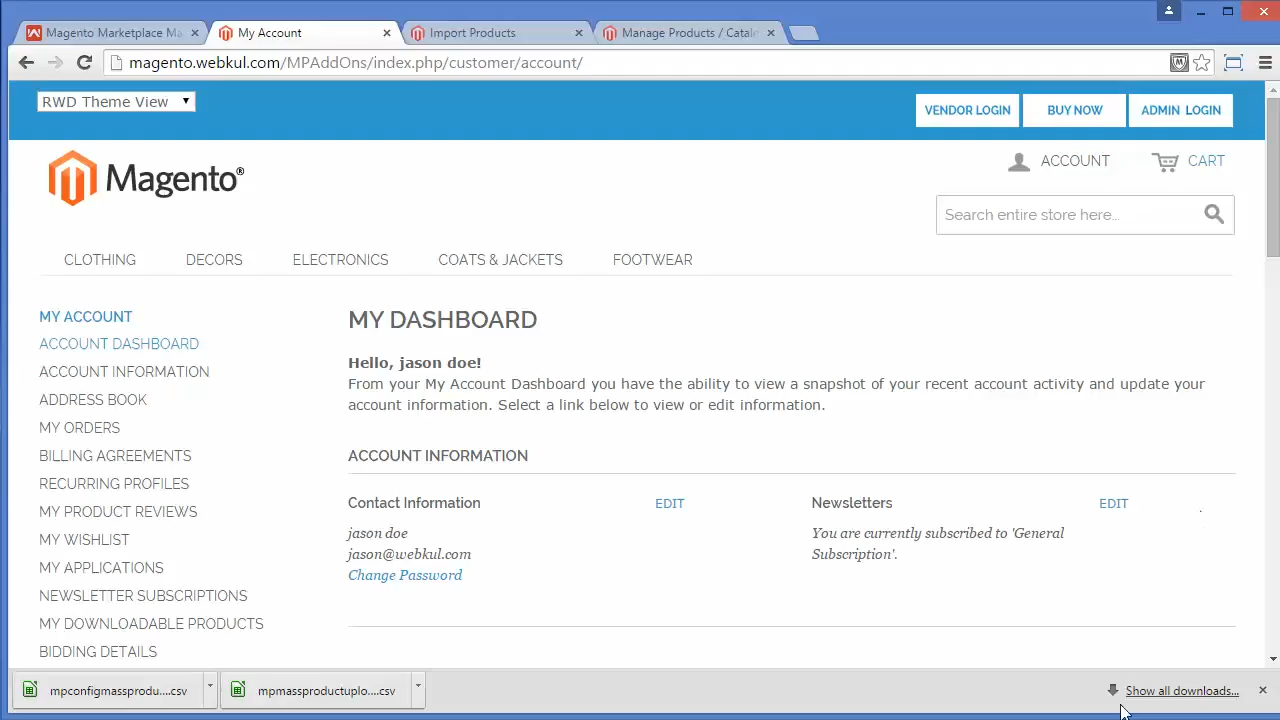 Magento Marketplace Ma
My Account
Import Products
Manage Products / Catal
magento.webkul.com/MPAddOns/index.php/customer/account/
RWD Theme View
VENDOR LOGIN
BUY NOW
ADMIN LOGIN
Magento®
ACCOUNT
CART
Search entire store here...
CLOTHING
DECORS
ELECTRONICS
COATS & JACKETS
FOOTWEAR
MY ACCOUNT
ACCOUNT DASHBOARD
ACCOUNT INFORMATION
ADDRESS BOOK
MY ORDERS
BILLING AGREEMENTS
RECURRING PROFILES
MY PRODUCT REVIEWS
MY WISHLIST
MY APPLICATIONS
NEWSLETTER SUBSCRIPTIONS
MY DOWNLOADABLE PRODUCTS
BIDDING DETAILS
MY DASHBOARD
Hello, jason doe!
From your My Account Dashboard you have the ability to view a snapshot of your recent account activity and update your
account information. Select a link below to view or edit information.
ACCOUNT INFORMATION
Contact Information
EDIT
jason doe
jason@webkul.com
Change Password
Newsletters
EDIT
You are currently subscribed to 'General
Subscription'.
mpconfigmassprodu....csv
mpmassproductuplo....csv
Show all downloads...